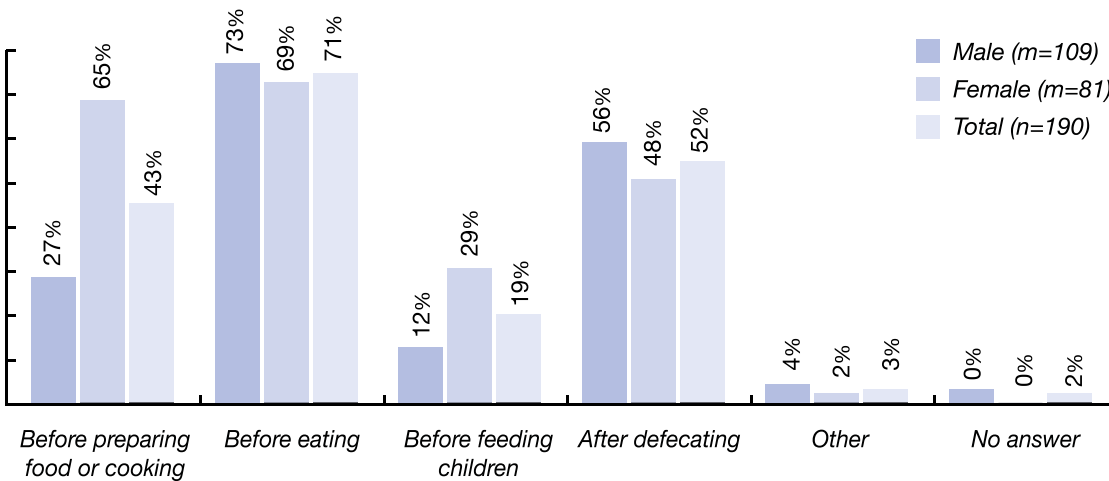 27%
65%
43%
73%
69%
71%
12%
29%
19%
56%
48%
52%
4%
2%
3%
0%
0%
2%
Male (m=109)
Female (m=81)
Total (n=190)
Before preparing
food or cooking
Before eating
Before feeding
children
After defecating
Other
No answer